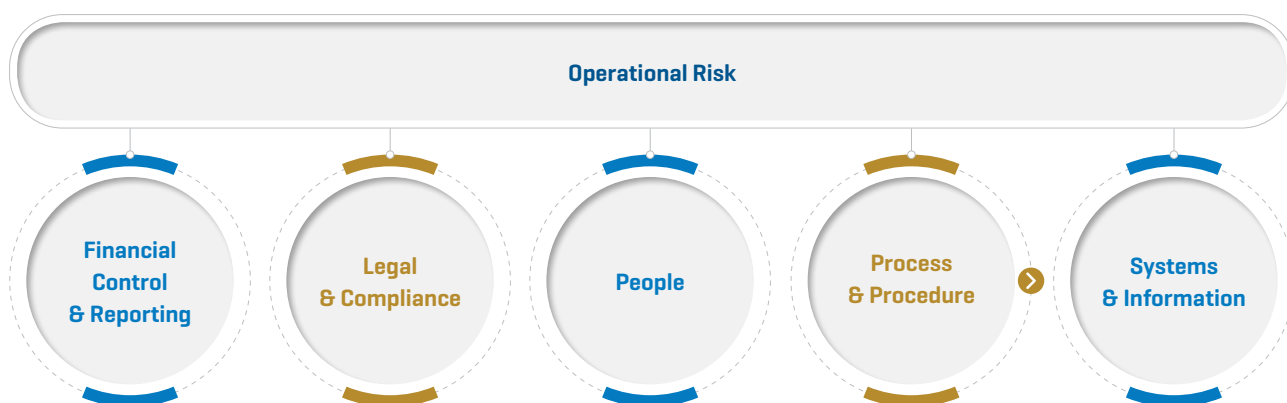 Operational Risk
Financial
Control
& Reporting
Legal
& Compliance
People
Process
& Procedure
Systems
& Information